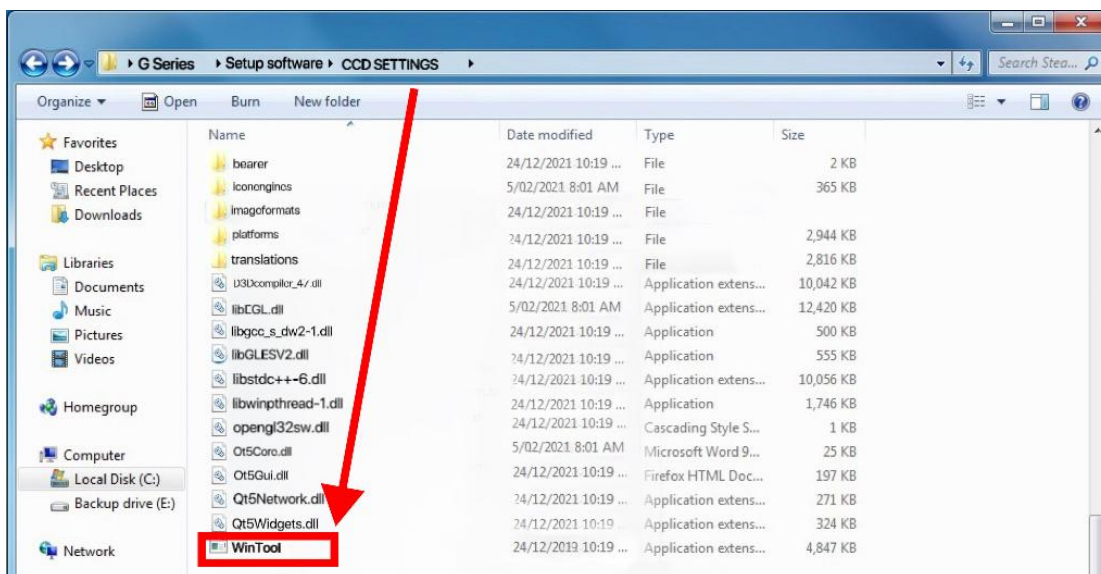 G Series Setup software CCD SETTINGS Search Stea...
Organize Open Burn New folder
Name Date modified Type Size
Favorites
Desktop
Recent Places
Downloads
Libraries
Documents
Music
Pictures
Videos
Homegroup
Computer
Local Disk (C:)
Backup drive (E:)
Network
bearer 24/12/2021 10:19 ... File 2 KB
iconongincs 5/02/2021 8:01 AM File 365 KB
imagoformats 24/12/2021 10:19 ... File
platforms 24/12/2021 10:19 ... File 2,944 KB
translations 24/12/2021 10:19 ... File 2,816 KB
D3Dcompilcr_47.dll 24/12/2021 10:19 ... Application extens... 10,042 KB
libEGL.dll 5/02/2021 8:01 AM Application extens... 12,420 KB
libgcc_s_dw2-1.dll 24/12/2021 10:19 ... Application 500 KB
libGLESV2.dll 24/12/2021 10:19 ... Application 555 KB
libstdc++-6.dll 24/12/2021 10:19 ... Application extens... 10,056 KB
libwinpthread-1.dll 24/12/2021 10:19 ... Application 1,746 KB
opengl32sw.dll 24/12/2021 10:19 ... Cascading Style S... 1 KB
Ot5Coro.dll 5/02/2021 8:01 AM Microsoft Word 9... 25 KB
Ot5Gui.dll 24/12/2021 10:19 ... Firefox HTML Doc... 197 KB
Qt5Network.dll 24/12/2021 10:19 ... Application extens... 271 KB
Qt5Widgets.dll 24/12/2021 10:19 ... Application extens... 324 KB
WinTool 24/12/2019 10:19 ... Application extens... 4,847 KB